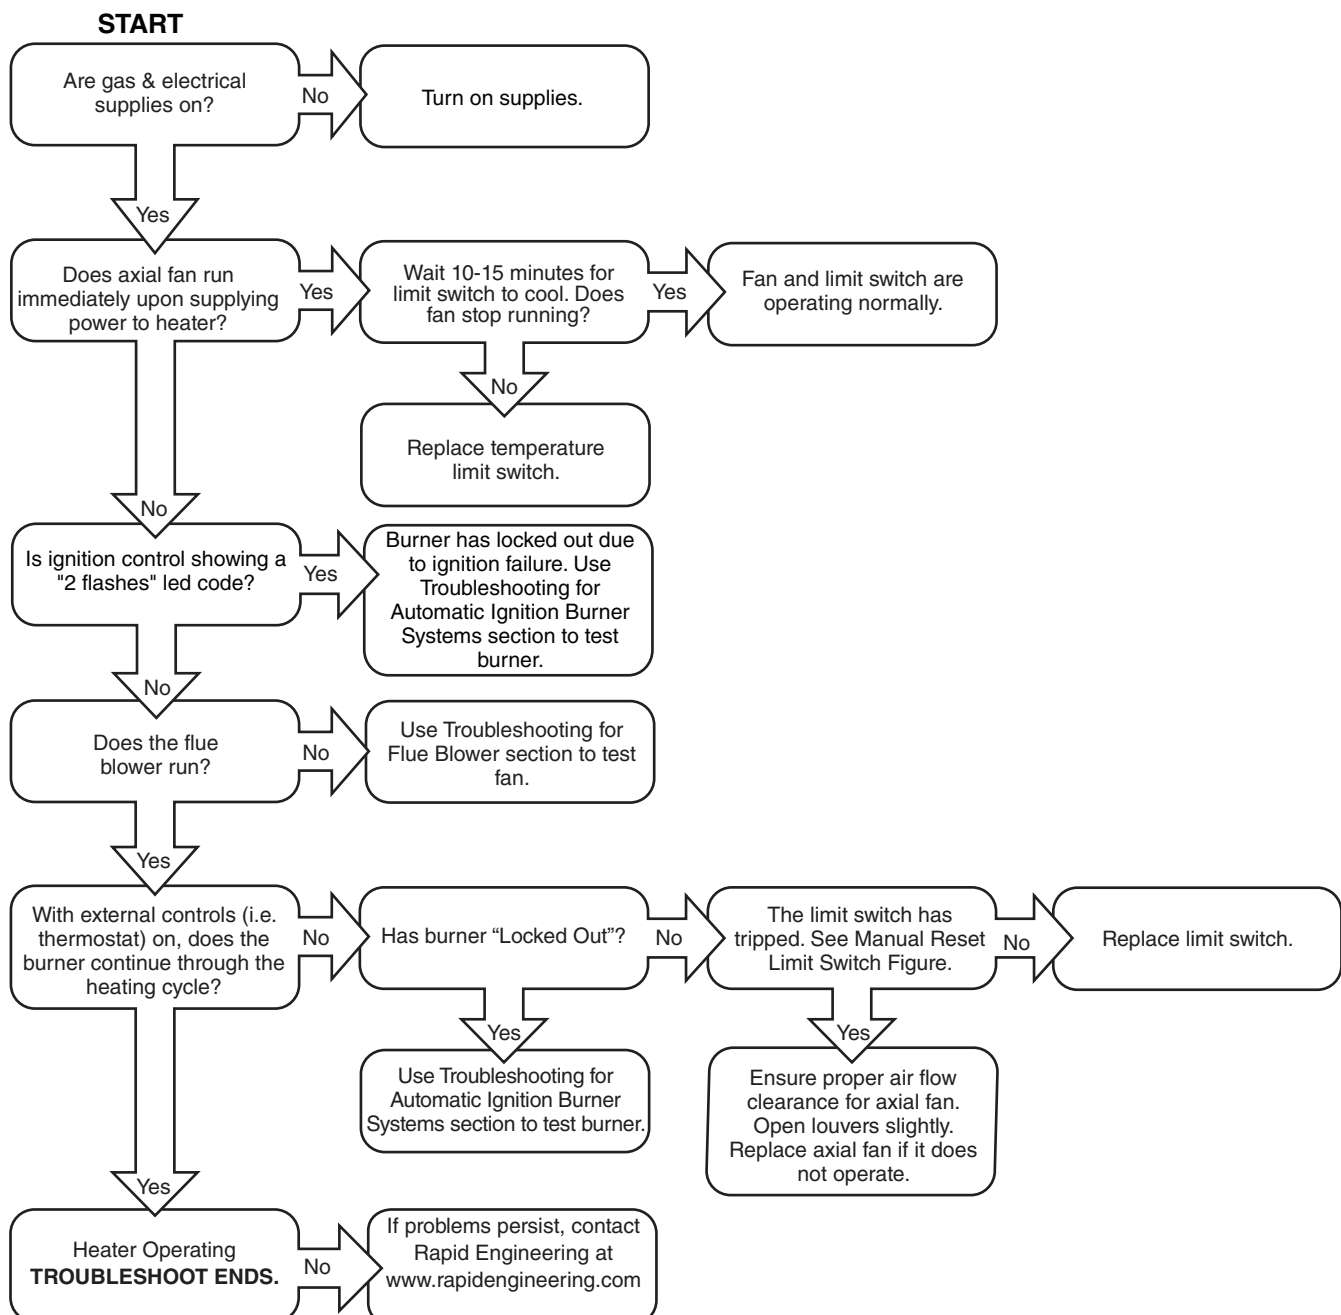 START
Are gas & electrical
supplies on?
No
Turn on supplies.
Yes
Does axial fan run
immediately upon supplying
power to heater?
Yes
Wait 10-15 minutes for
limit switch to cool. Does
fan stop running?
Yes
Fan and limit switch are
operating normally.
No
Replace temperature
limit switch.
No
Is ignition control showing a
"2 flashes" led code?
Yes
Burner has locked out due
to ignition failure. Use
Troubleshooting for
Automatic Ignition Burner
Systems section to test
burner.
No
Does the flue
blower run?
No
Use Troubleshooting for
Flue Blower section to test
fan.
Yes
With external controls (i.e.
thermostat) on, does the
burner continue through the
heating cycle?
No
Has burner “Locked Out”?
No
The limit switch has
tripped. See Manual Reset
Limit Switch Figure.
No
Replace limit switch.
Yes
Use Troubleshooting for
Automatic Ignition Burner
Systems section to test burner.
Yes
Ensure proper air flow
clearance for axial fan.
Open louvers slightly.
Replace axial fan if it does
not operate.
Yes
Heater Operating
TROUBLESHOOT ENDS.
No
If problems persist, contact
Rapid Engineering at
www.rapidengineering.com